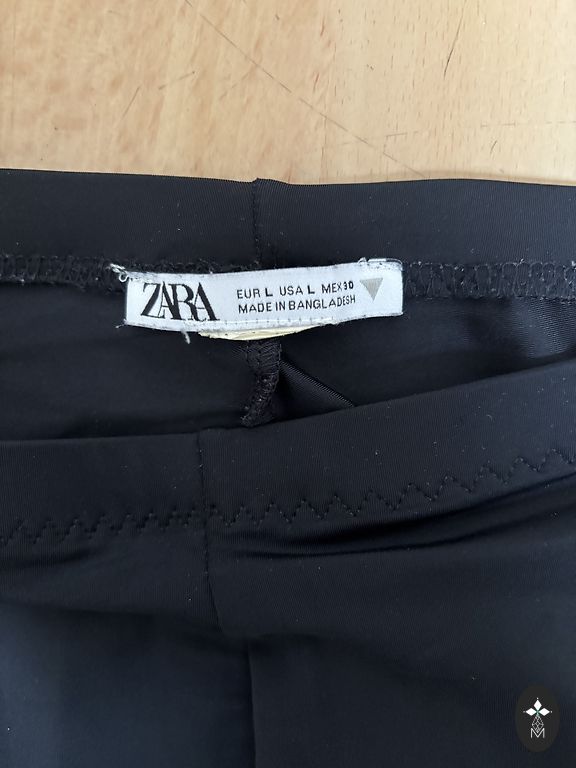 ZARA
EUR L USA L MEX 30
MADE IN BANGLADESH
M